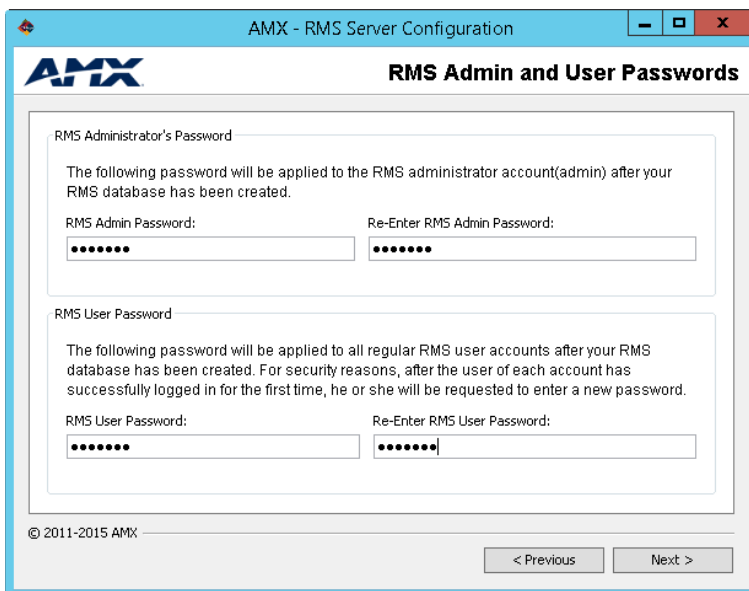 AMX - RMS Server Configuration
AMX
RMS Admin and User Passwords
RMS Administrator's Password
The following password will be applied to the RMS administrator account(admin) after your
RMS database has been created.
RMS Admin Password: Re-Enter RMS Admin Password:
●●●●●●● ●●●●●●●
RMS User Password
The following password will be applied to all regular RMS user accounts after your RMS
database has been created. For security reasons, after the user of each account has
successfully logged in for the first time, he or she will be requested to enter a new password.
RMS User Password: Re-Enter RMS User Password:
●●●●●●● ●●●●●●●
© 2011-2015 AMX
< Previous Next >